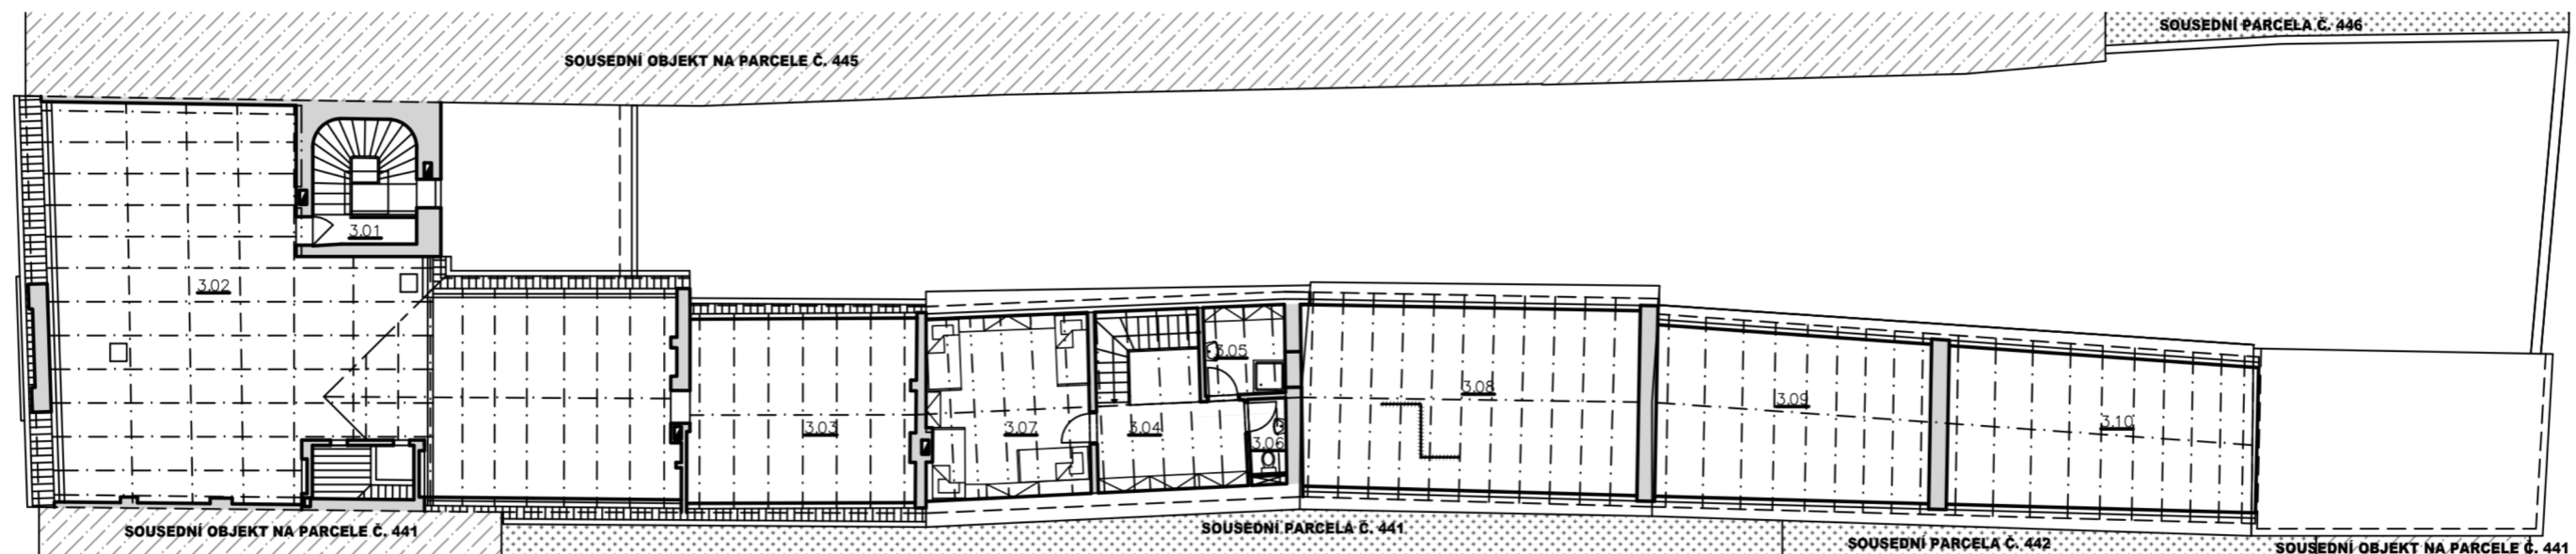 SOUSEDNÍ PARCELA Č. 446
SOUSEDNÍ OBJEKT NA PARCELE Č. 445
3.01
3.02
3.05
3.08
3.09
3.10
3.03
3.07
3.04
3.06
SOUSEDNÍ OBJEKT NA PARCELE Č. 441
SOUSEDNÍ PARCELA Č. 441
SOUSEDNÍ PARCELA Č. 442
SOUSEDNÍ OBJEKT NA PARCELE Č. 441